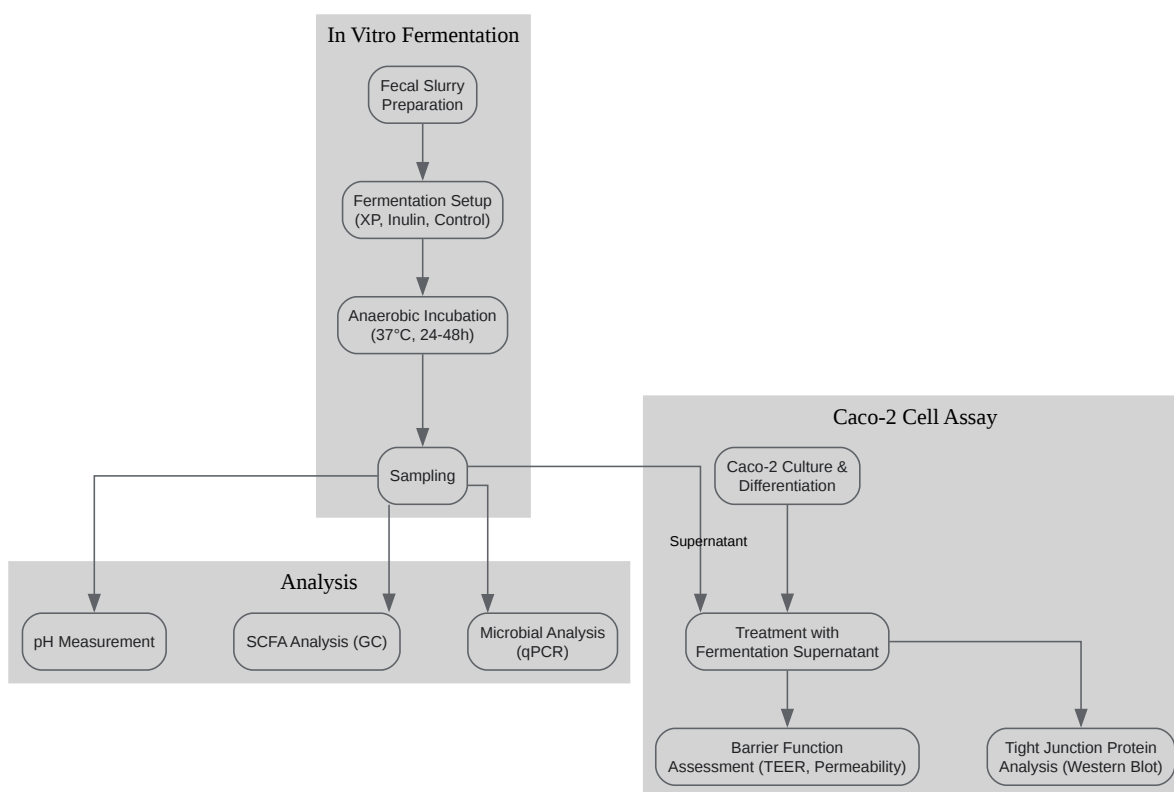 In Vitro Fermentation
Fecal Slurry
Preparation
Fermentation Setup
(XP, Inulin, Control)
Anaerobic Incubation
(37°C, 24-48h)
Sampling
Analysis
pH Measurement
SCFA Analysis (GC)
Microbial Analysis
(qPCR)
Caco-2 Cell Assay
Caco-2 Culture &
Differentiation
Supernatant
Treatment with
Fermentation Supernatant
Barrier Function
Assessment (TEER, Permeability)
Tight Junction Protein
Analysis (Western Blot)